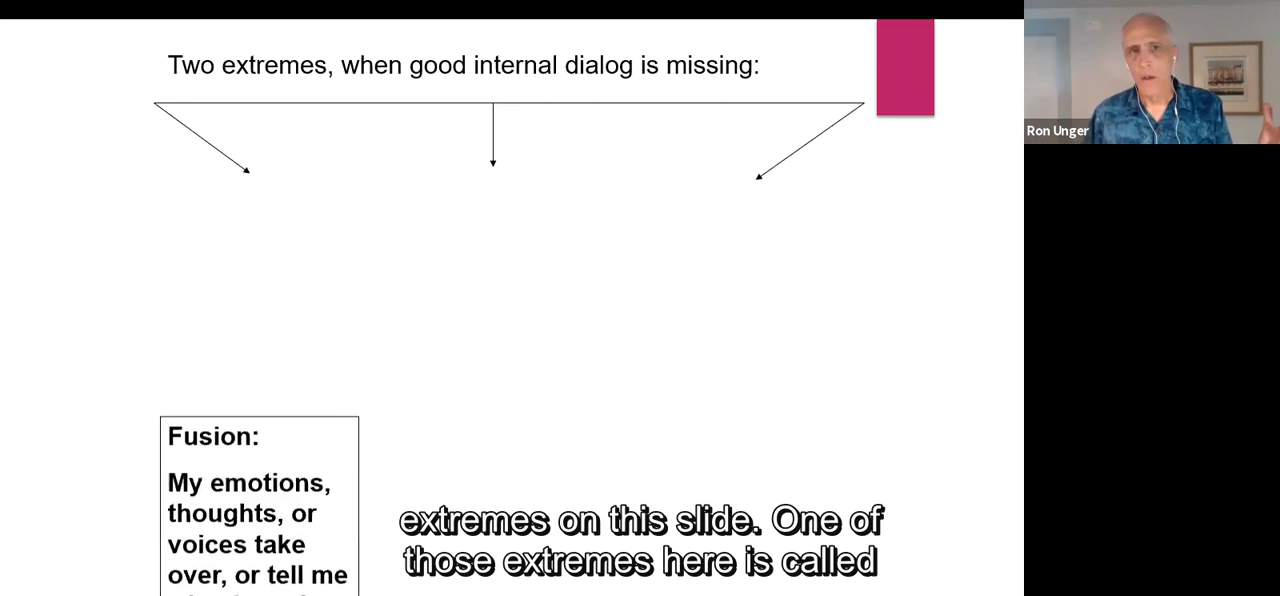 Two extremes, when good internal dialog is missing:
Ron Unger
Fusion:
My emotions,
thoughts, or
voices take
over, or tell me
extremes on this slide. One of
those extremes here is called